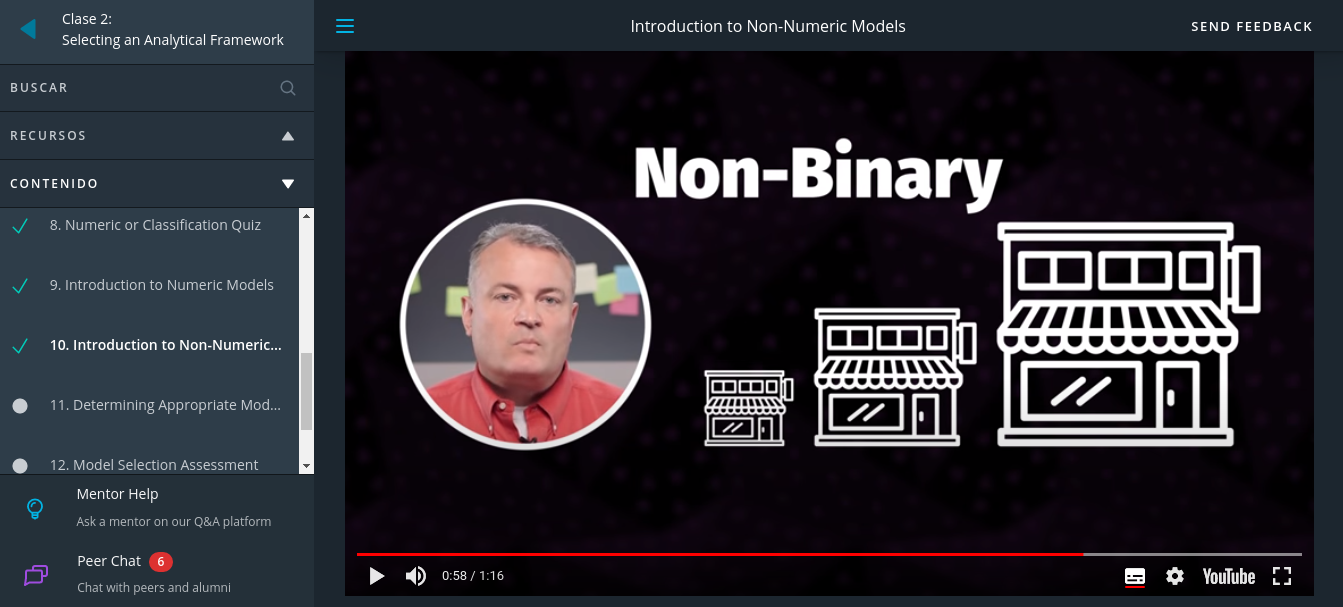 Clase 2:
Selecting an Analytical Framework
BUSCAR
RECURSOS
CONTENIDO
8. Numeric or Classification Quiz
9. Introduction to Numeric Models
10. Introduction to Non-Numeric...
11. Determining Appropriate Mod...
12. Model Selection Assessment
Mentor Help
Ask a mentor on our Q&A platform
Peer Chat 6
Chat with peers and alumni
Introduction to Non-Numeric Models
SEND FEEDBACK
Non-Binary
0:58 / 1:16
YouTube